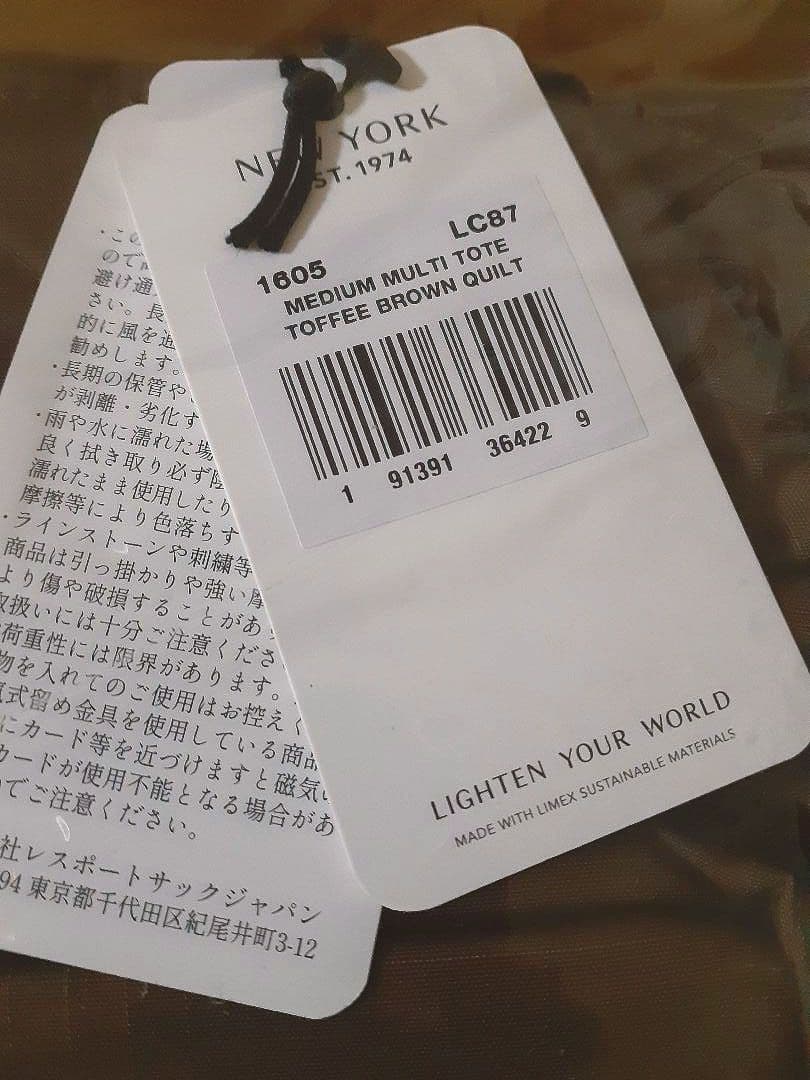 NEW YORK
EST. 1974
1605 LC87
MEDIUM MULTI TOTE
TOFFEE BROWN QUILT
1 91391 36422 9
LIGHTEN YOUR WORLD
MADE WITH LIMEX SUSTAINABLE MATERIALS
・この
ので
避け通
さい。長
的に風を通
勧めします。
・長期の保管や
が剥離・劣化す
・雨や水に濡れた場
良く拭き取り必ず陰
濡れたまま使用したり
摩擦等により色落ちす
・ラインストーンや刺繍等
商品は引っ掛かりや強い摩
より傷や破損することがあ
取扱いには十分ご注意くださ
荷重性には限界があります。
物を入れてのご使用はお控えく
気式留め金具を使用している商品
にカード等を近づけますと磁気
カードが使用不能となる場合があ
でご注意ください。
社レスポートサックジャパン
94 東京都千代田区紀尾井町3-12